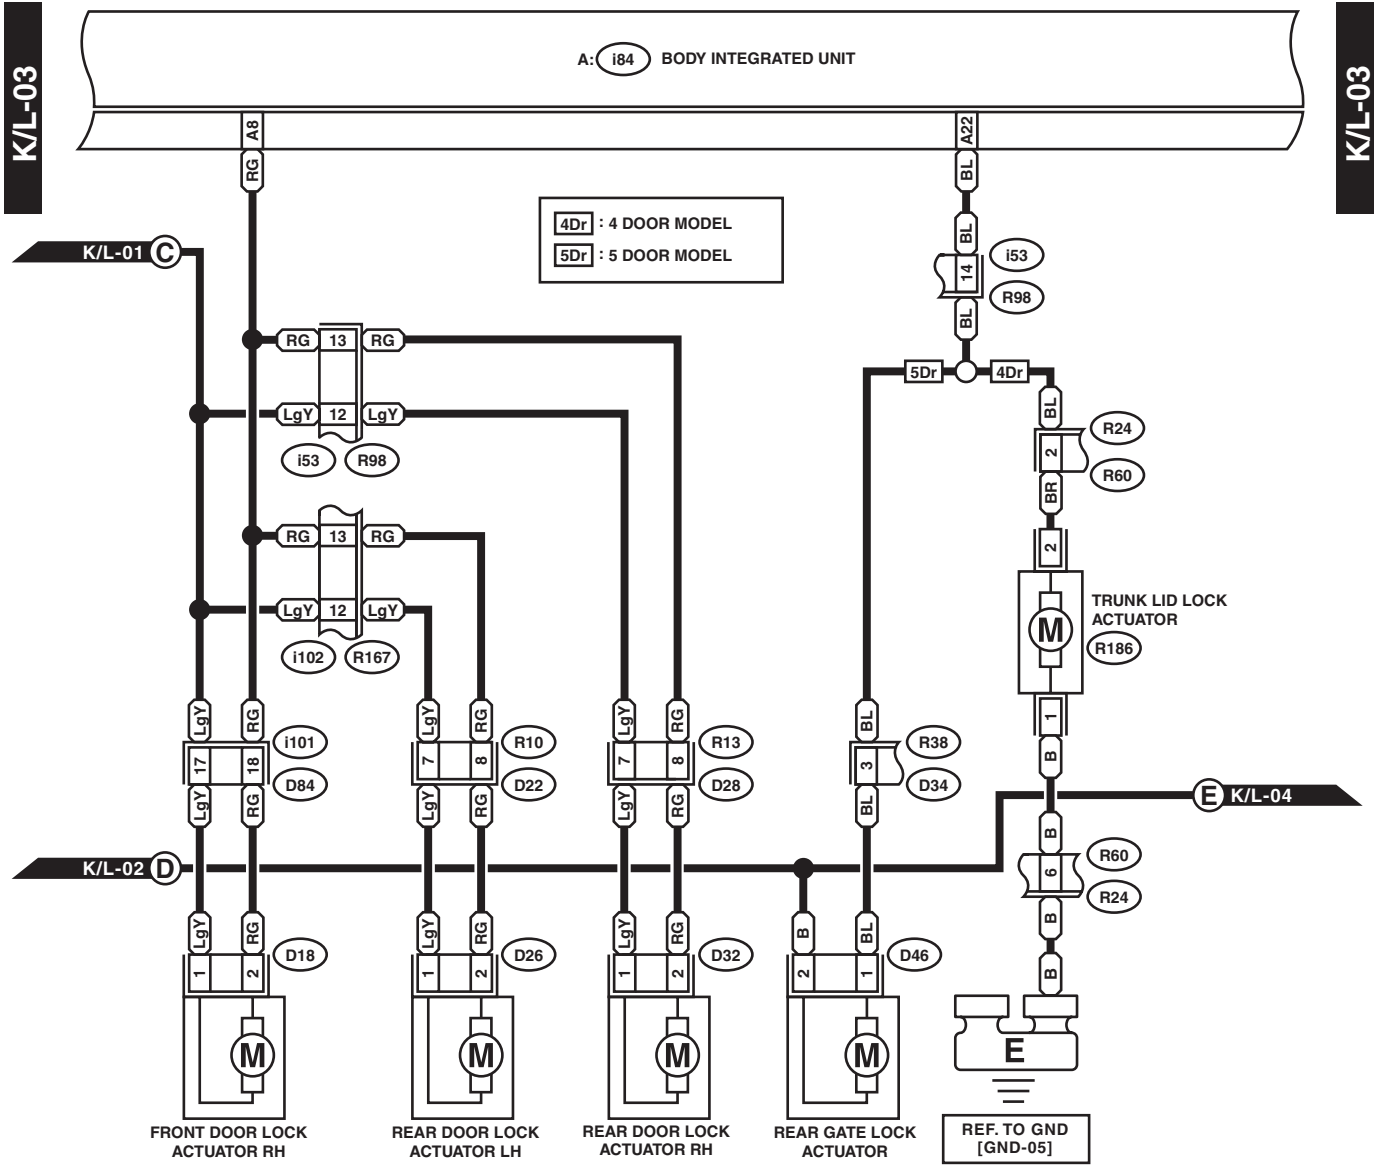 K/L-03
K/L-03
A: i84 BODY INTEGRATED UNIT
A8
A22
RG
BL
4Dr : 4 DOOR MODEL
5Dr : 5 DOOR MODEL
K/L-01 C
BL
14
i53
R98
BL
RG 13 RG
5Dr
4Dr
LgY 12 LgY
i53 R98
BL
2
R24
R60
BR
RG 13 RG
2
LgY 12 LgY
i102 R167
M
TRUNK LID LOCK
ACTUATOR
R186
1
B
LgY RG LgY RG LgY RG BL
17 18 i101 D84
7 8 R10 D22
7 8 R13 D28
3 R38 D34
LgY RG LgY RG LgY RG BL
E K/L-04
B
K/L-02 D
6
R60
R24
B
LgY RG LgY RG LgY RG B BL
B
1 2 D18
1 2 D26
1 2 D32
2 1 D46
M M M M
E
FRONT DOOR LOCK
ACTUATOR RH
REAR DOOR LOCK
ACTUATOR LH
REAR DOOR LOCK
ACTUATOR RH
REAR GATE LOCK
ACTUATOR
REF. TO GND
[GND-05]